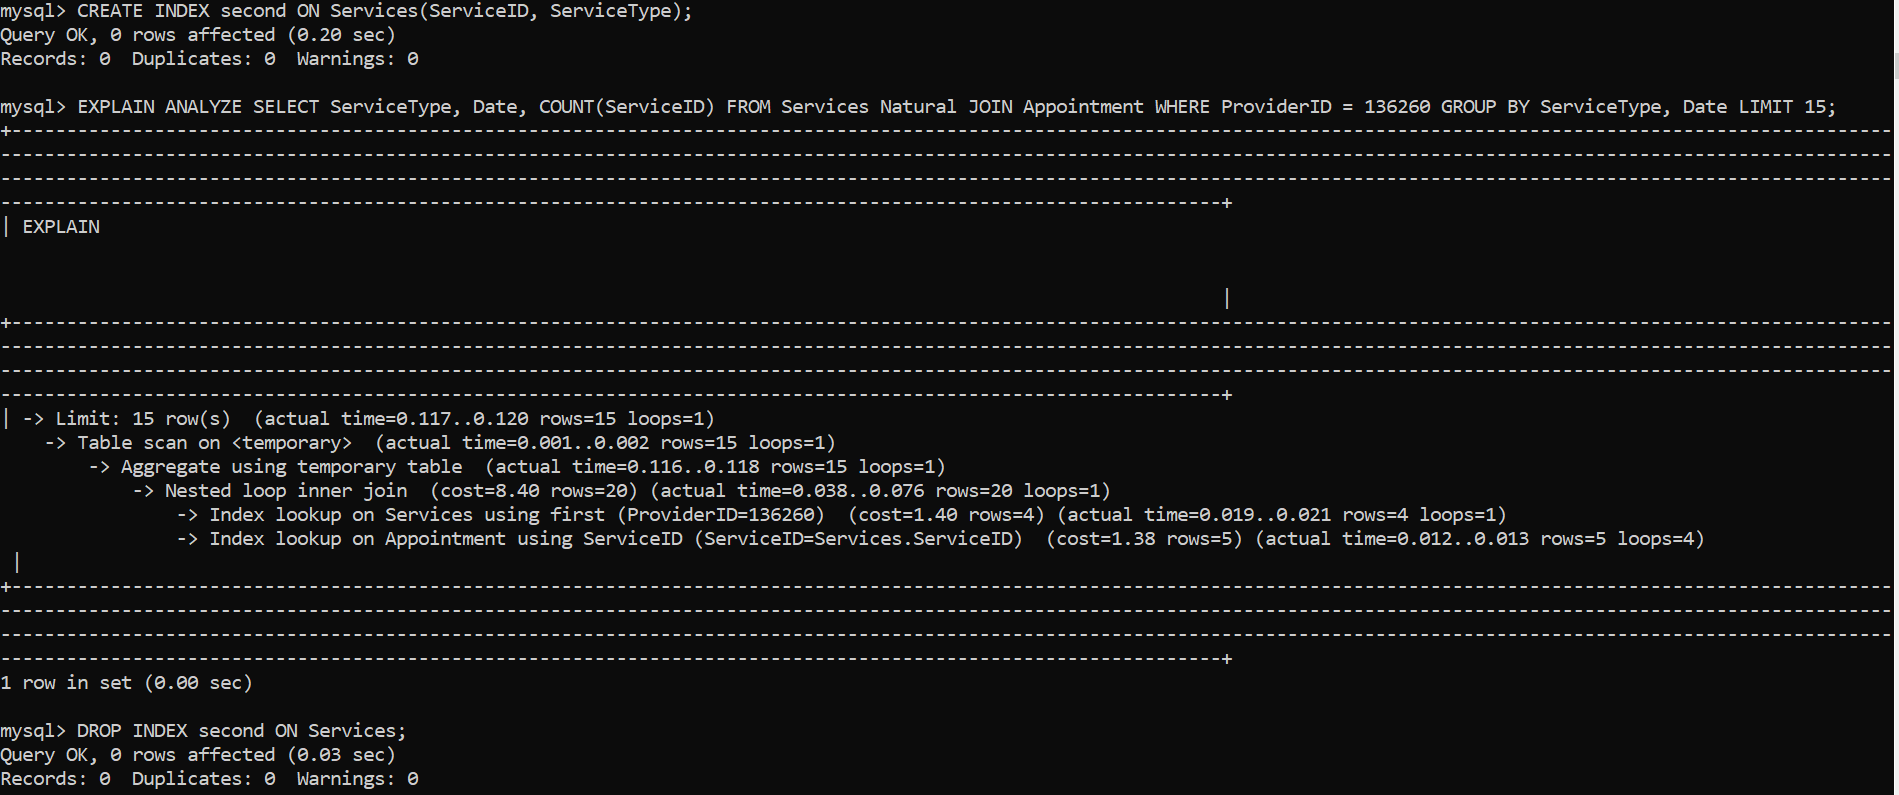 mysql> CREATE INDEX second ON Services(ServiceID, ServiceType);
Query OK, 0 rows affected (0.20 sec)
Records: 0  Duplicates: 0  Warnings: 0
mysql> EXPLAIN ANALYZE SELECT ServiceType, Date, COUNT(ServiceID) FROM Services Natural JOIN Appointment WHERE ProviderID = 136260 GROUP BY ServiceType, Date LIMIT 15;
| EXPLAIN
|
| -> Limit: 15 row(s)  (actual time=0.117..0.120 rows=15 loops=1)
    -> Table scan on <temporary>  (actual time=0.001..0.002 rows=15 loops=1)
        -> Aggregate using temporary table  (actual time=0.116..0.118 rows=15 loops=1)
            -> Nested loop inner join  (cost=8.40 rows=20) (actual time=0.038..0.076 rows=20 loops=1)
                -> Index lookup on Services using first (ProviderID=136260)  (cost=1.40 rows=4) (actual time=0.019..0.021 rows=4 loops=1)
                -> Index lookup on Appointment using ServiceID (ServiceID=Services.ServiceID)  (cost=1.38 rows=5) (actual time=0.012..0.013 rows=5 loops=4)
 |
1 row in set (0.00 sec)
mysql> DROP INDEX second ON Services;
Query OK, 0 rows affected (0.03 sec)
Records: 0  Duplicates: 0  Warnings: 0